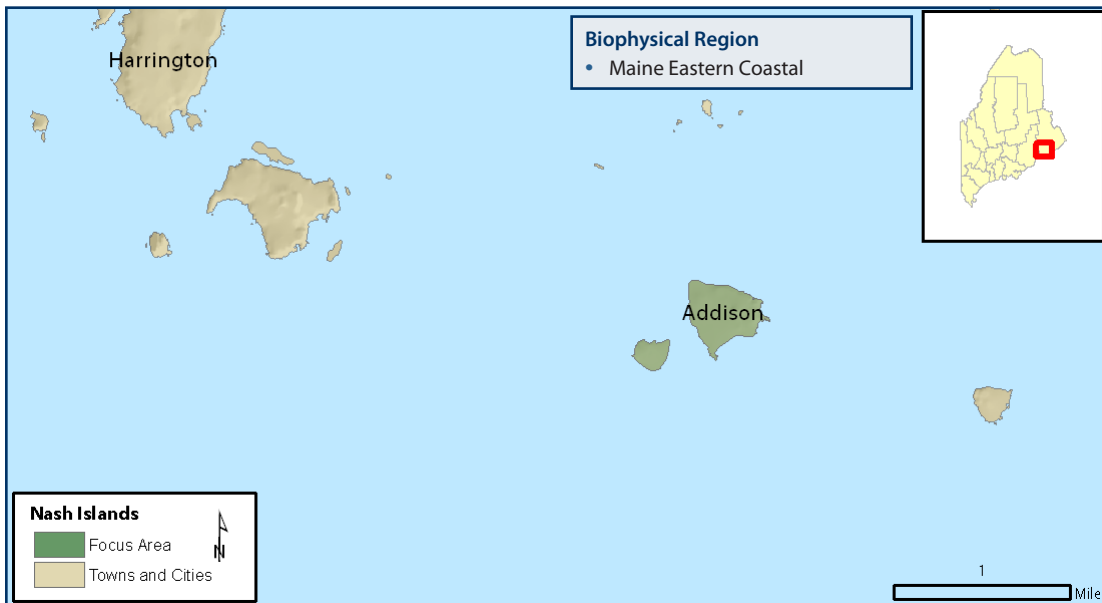 Biophysical Region
• Maine Eastern Coastal
Harrington
Addison
Nash Islands
N
Focus Area
Towns and Cities
1
Mile